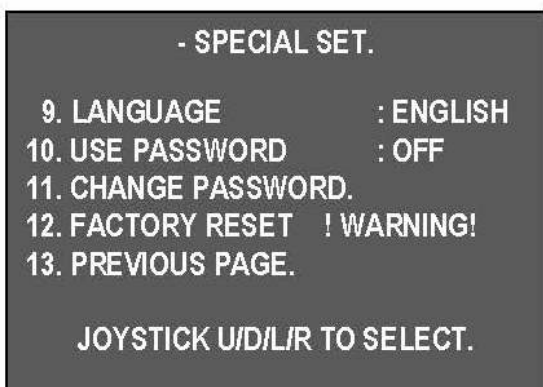 - SPECIAL SET.
9. LANGUAGE : ENGLISH
10. USE PASSWORD : OFF
11. CHANGE PASSWORD.
12. FACTORY RESET ! WARNING!
13. PREVIOUS PAGE.
JOYSTICK U/D/L/R TO SELECT.